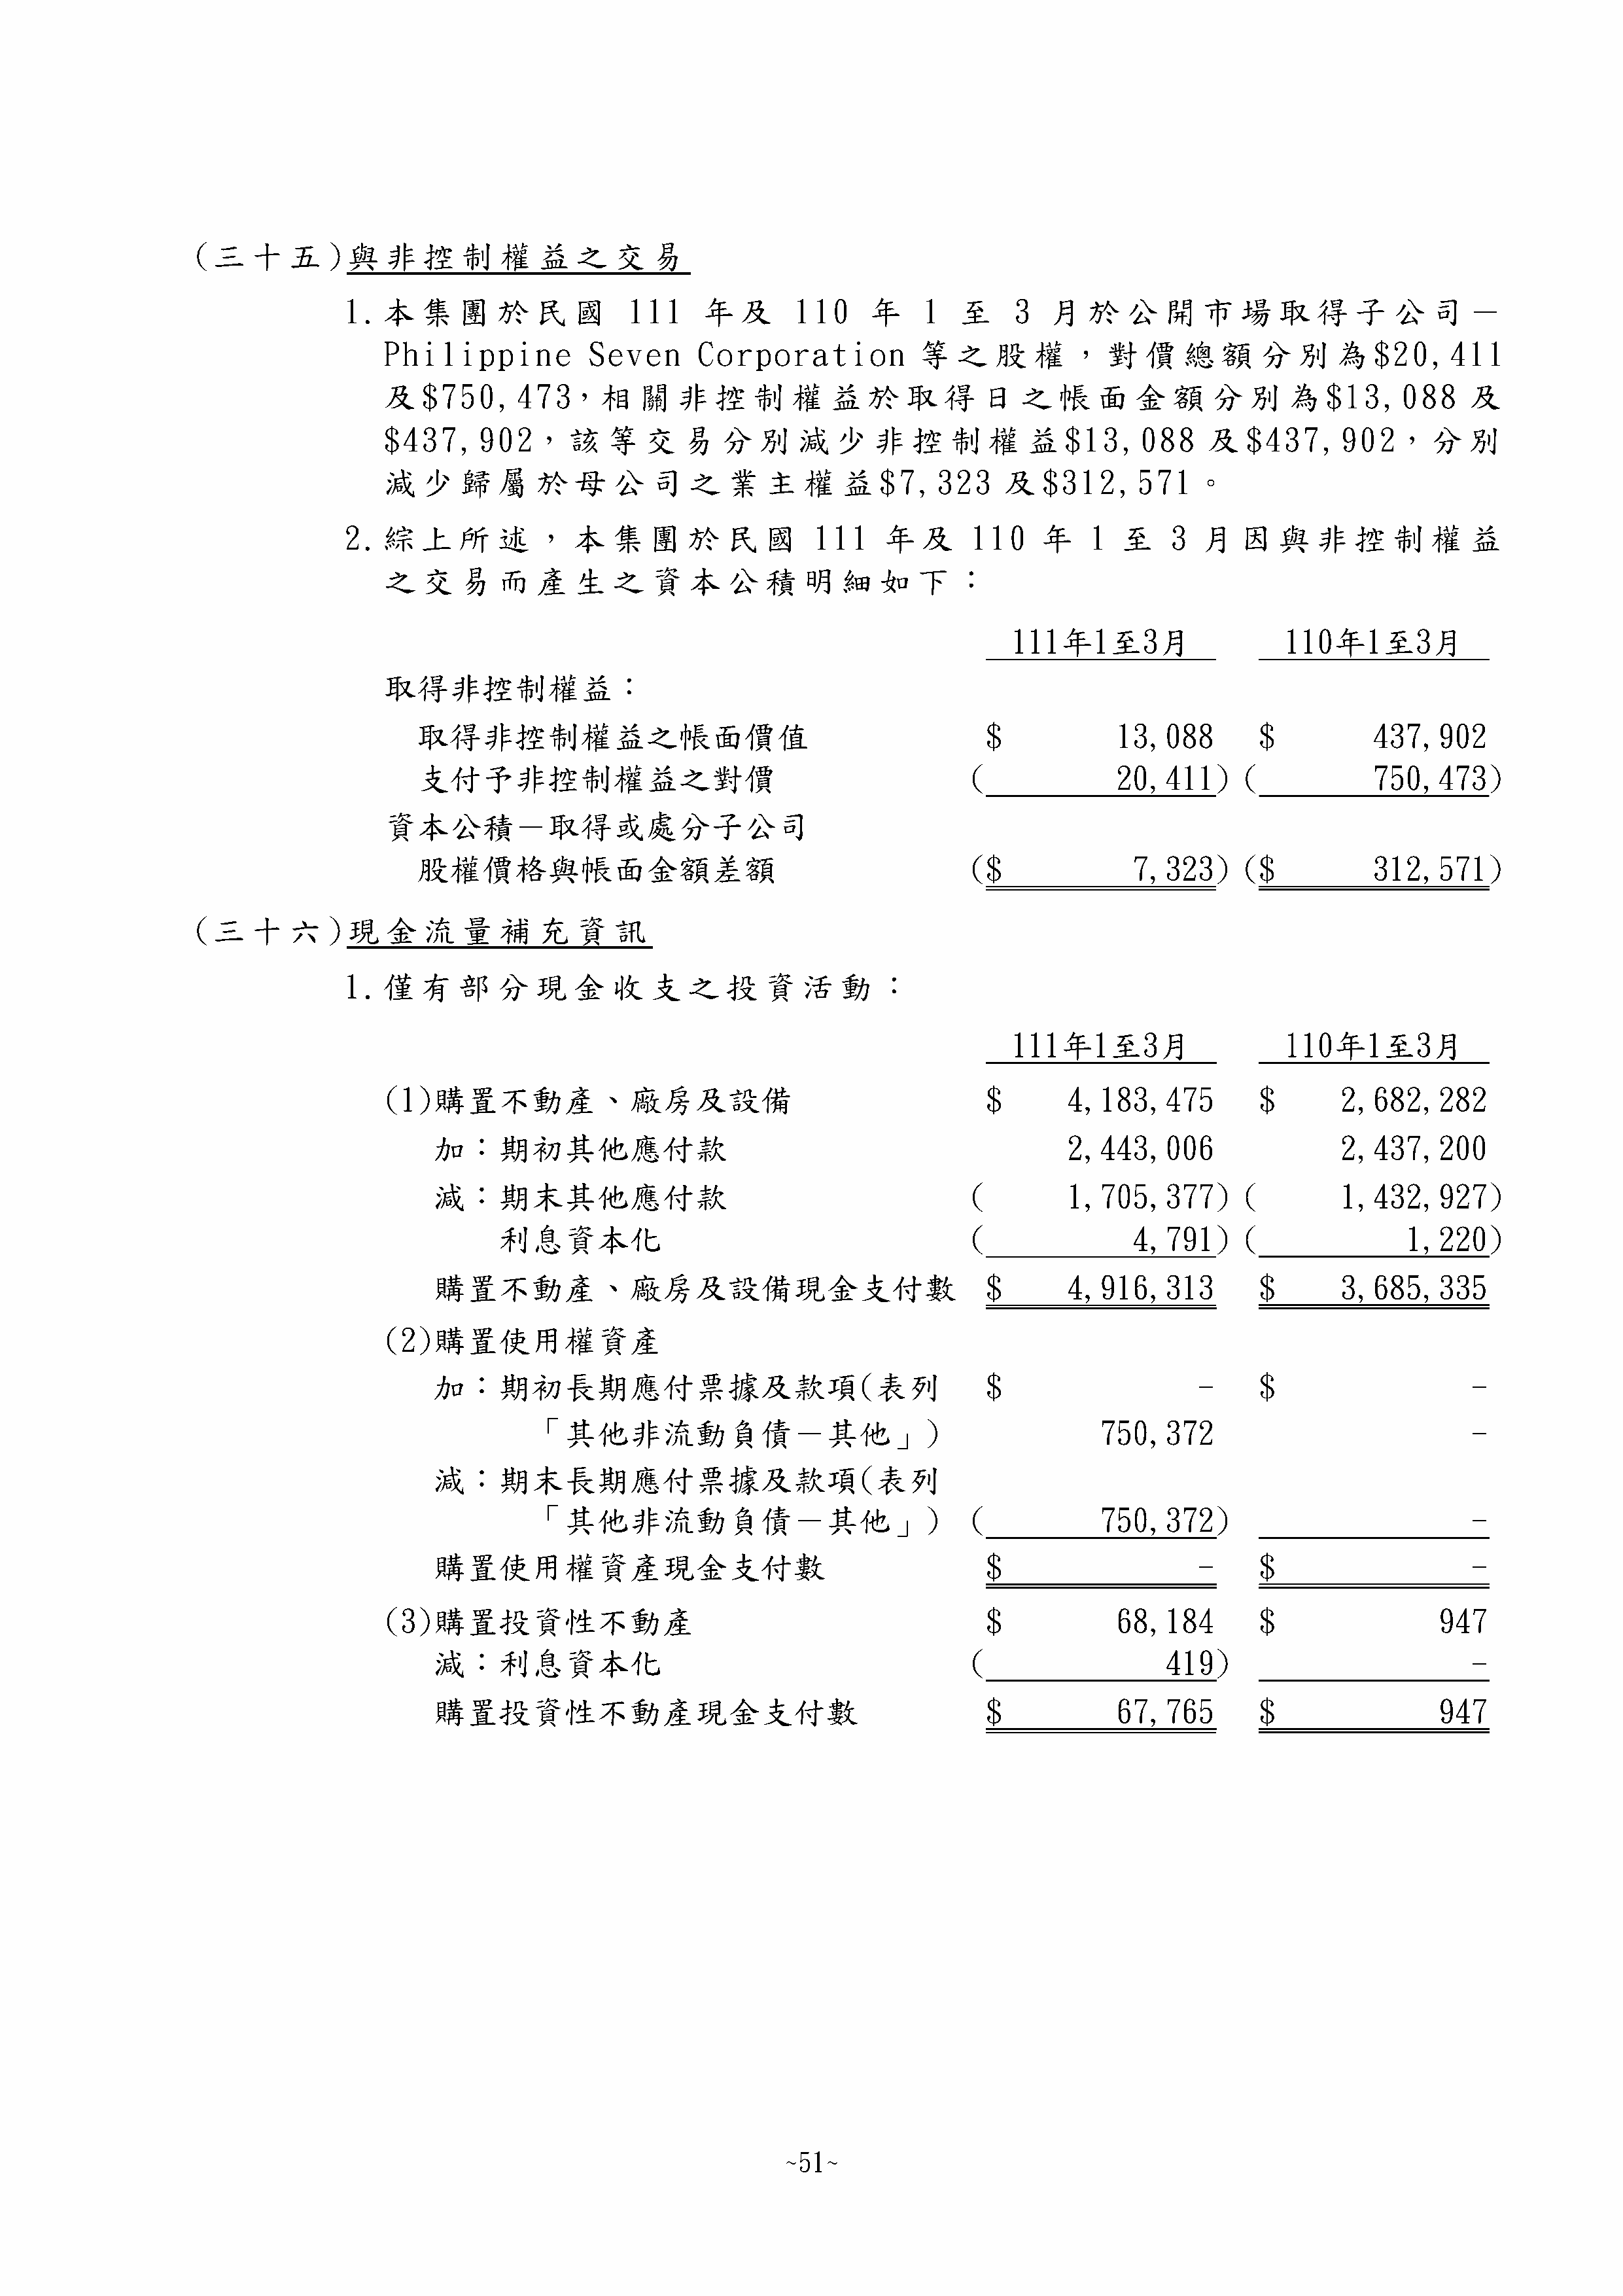 (三十五)與非控制權益之交易
1.本集團於民國 111 年及 110 年 1 至 3 月於公開市場取得子公司－
Philippine Seven Corporation 等之股權，對價總額分別為$20,411
及$750,473，相關非控制權益於取得日之帳面金額分別為$13,088 及
$437,902，該等交易分別減少非控制權益$13,088 及$437,902，分別
減少歸屬於母公司之業主權益$7,323 及$312,571。
2.綜上所述，本集團於民國 111 年及 110 年 1 至 3 月因與非控制權益
之交易而產生之資本公積明細如下：
111年1至3月 110年1至3月
取得非控制權益：
取得非控制權益之帳面價值 $ 13,088 $ 437,902
支付予非控制權益之對價 ( 20,411) ( 750,473)
資本公積－取得或處分子公司
股權價格與帳面金額差額 ($ 7,323) ($ 312,571)
(三十六)現金流量補充資訊
1.僅有部分現金收支之投資活動：
111年1至3月 110年1至3月
(1)購置不動產、廠房及設備 $ 4,183,475 $ 2,682,282
加：期初其他應付款 2,443,006 2,437,200
減：期末其他應付款 ( 1,705,377) ( 1,432,927)
利息資本化 ( 4,791) ( 1,220)
購置不動產、廠房及設備現金支付數 $ 4,916,313 $ 3,685,335
(2)購置使用權資產
加：期初長期應付票據及款項(表列 $ - $ -
「其他非流動負債－其他」) 750,372 -
減：期末長期應付票據及款項(表列
「其他非流動負債－其他」) ( 750,372) -
購置使用權資產現金支付數 $ - $ -
(3)購置投資性不動產 $ 68,184 $ 947
減：利息資本化 ( 419) -
購置投資性不動產現金支付數 $ 67,765 $ 947
~51~